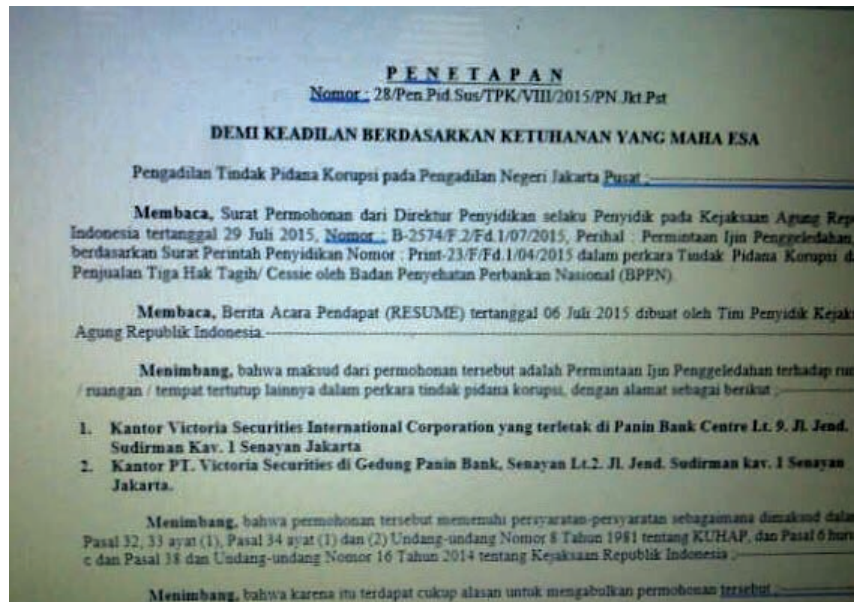 P E N E T A P A N
Nomor : 28/Pen.Pid.Sus/TPK/VIII/2015/PN.Jkt.Pst
DEMI KEADILAN BERDASARKAN KETUHANAN YANG MAHA ESA
Pengadilan Tindak Pidana Korupsi pada Pengadilan Negeri Jakarta Pusat ;
Membaca, Surat Permohonan dari Direktur Penyidikan selaku Penyidik pada Kejaksaan Agung
Indonesia tertanggal 29 Juli 2015, Nomor : B-2574/F.2/Fd.1/07/2015, Perihal : Permintaan Ijin Penggeledahan,
berdasarkan Surat Perintah Penyidikan Nomor : Print-23/F/Fd.1/04/2015 dalam perkara Tindak Pidana Korupsi
Penjualan Tiga Hak Tagih/ Cessie oleh Badan Penyehatan Perbankan Nasional (BPPN).
Membaca, Berita Acara Pendapat (RESUME) tertanggal 06 Juli 2015 dibuat oleh Tim Penyidik
Agung Republik Indonesia.
Menimbang, bahwa maksud dari permohonan tersebut adalah Permintaan Ijin Penggeledahan terhadap
/ ruangan / tempat tertutup lainnya dalam perkara tindak pidana korupsi, dengan alamat sebagai berikut ;
1. Kantor Victoria Securities International Corporation yang terletak di Panin Bank Centre Lt. 9. Jl. Jend.
Sudirman Kav. 1 Senayan Jakarta
2. Kantor PT. Victoria Securities di Gedung Panin Bank, Senayan Lt.2. Jl. Jend. Sudirman kav. 1 Senayan
Jakarta.
Menimbang, bahwa permohonan tersebut memenuhi persyaratan-persyaratan sebagaimana dimaksud
Pasal 32, 33 ayat (1), Pasal 34 ayat (1) dan (2) Undang-undang Nomor 8 Tahun 1981 tentang KUHAP, dan Pasal 6
c dan Pasal 38 dan Undang-undang Nomor 16 Tahun 2014 tentang Kejaksaan Republik Indonesia ;
Menimbang, bahwa karena itu terdapat cukup alasan untuk mengabulkan permohonan tersebut ;